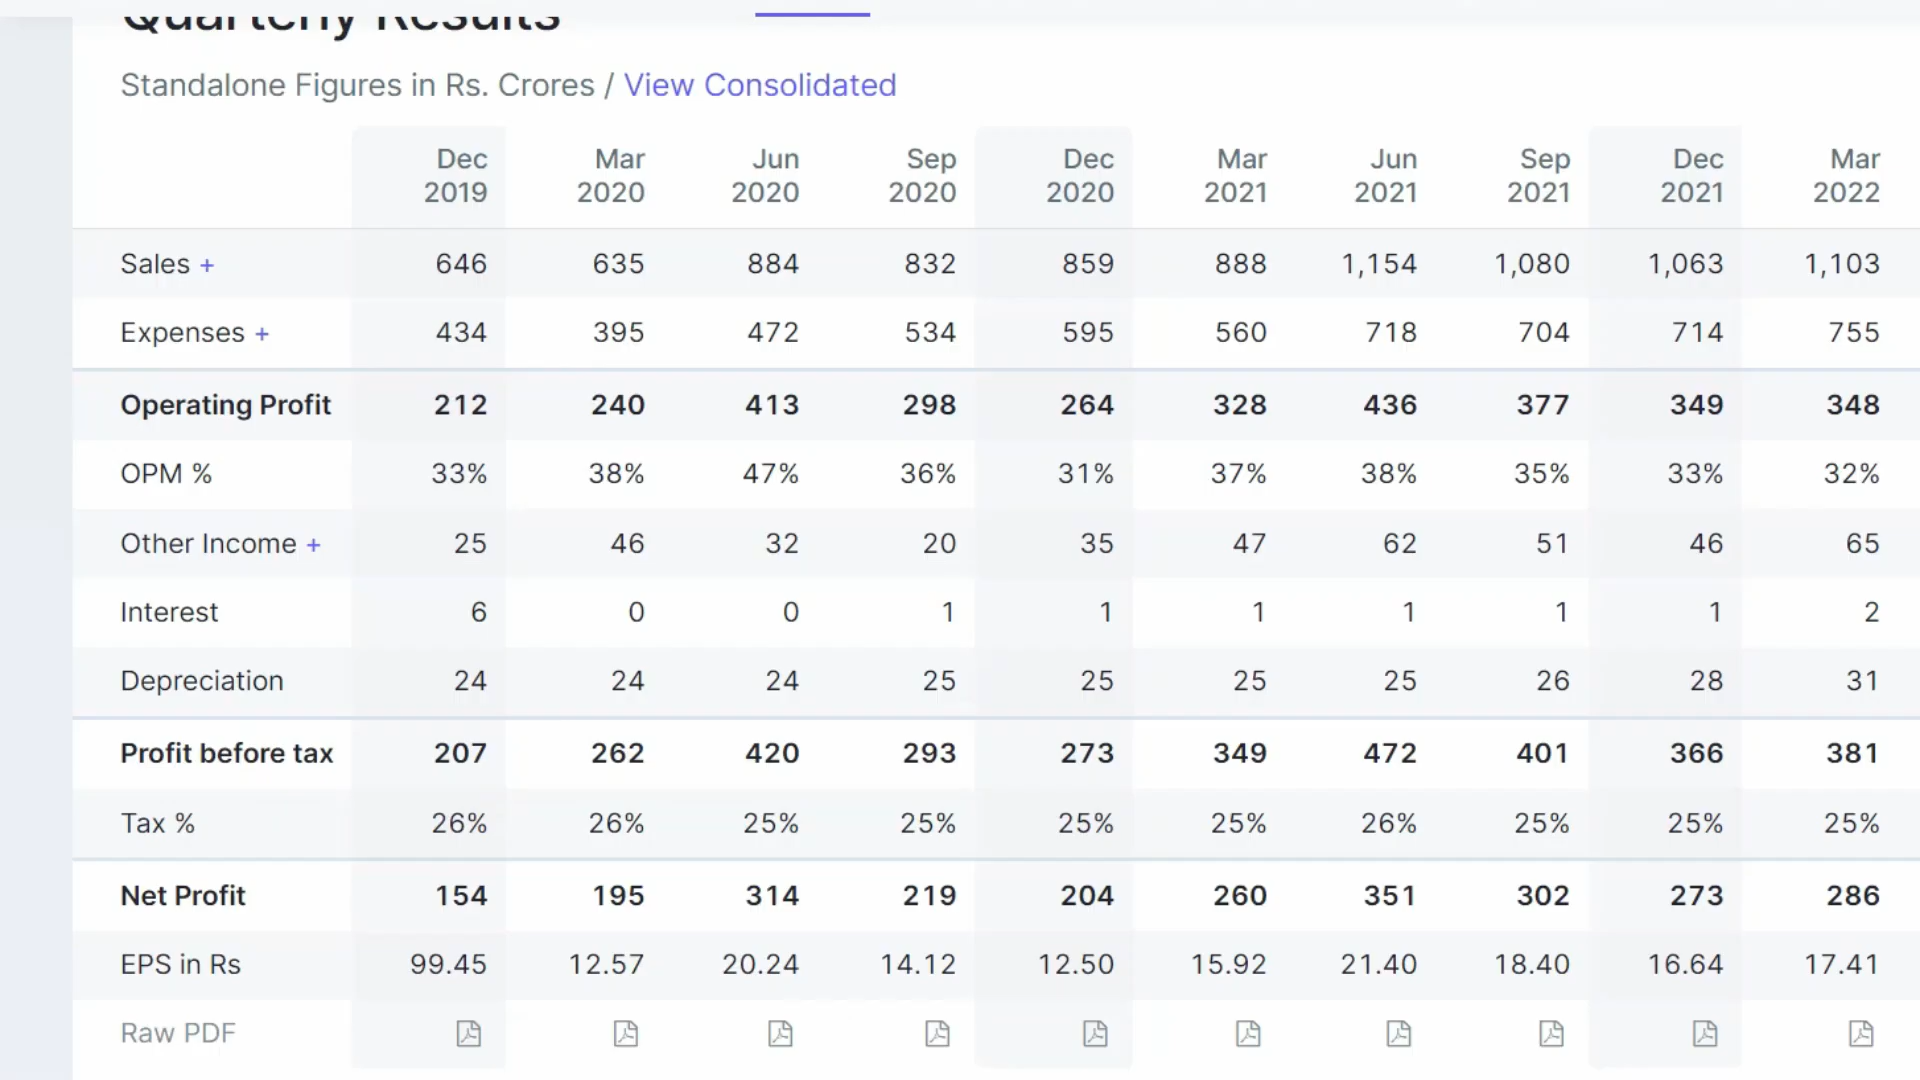 Quarterly Results
Standalone Figures in Rs. Crores / View Consolidated
Dec 2019 Mar 2020 Jun 2020 Sep 2020 Dec 2020 Mar 2021 Jun 2021 Sep 2021 Dec 2021 Mar 2022
Sales + 646 635 884 832 859 888 1,154 1,080 1,063 1,103
Expenses + 434 395 472 534 595 560 718 704 714 755
Operating Profit 212 240 413 298 264 328 436 377 349 348
OPM % 33% 38% 47% 36% 31% 37% 38% 35% 33% 32%
Other Income + 25 46 32 20 35 47 62 51 46 65
Interest 6 0 0 1 1 1 1 1 1 2
Depreciation 24 24 24 25 25 25 25 26 28 31
Profit before tax 207 262 420 293 273 349 472 401 366 381
Tax % 26% 26% 25% 25% 25% 25% 26% 25% 25% 25%
Net Profit 154 195 314 219 204 260 351 302 273 286
EPS in Rs 99.45 12.57 20.24 14.12 12.50 15.92 21.40 18.40 16.64 17.41
Raw PDF